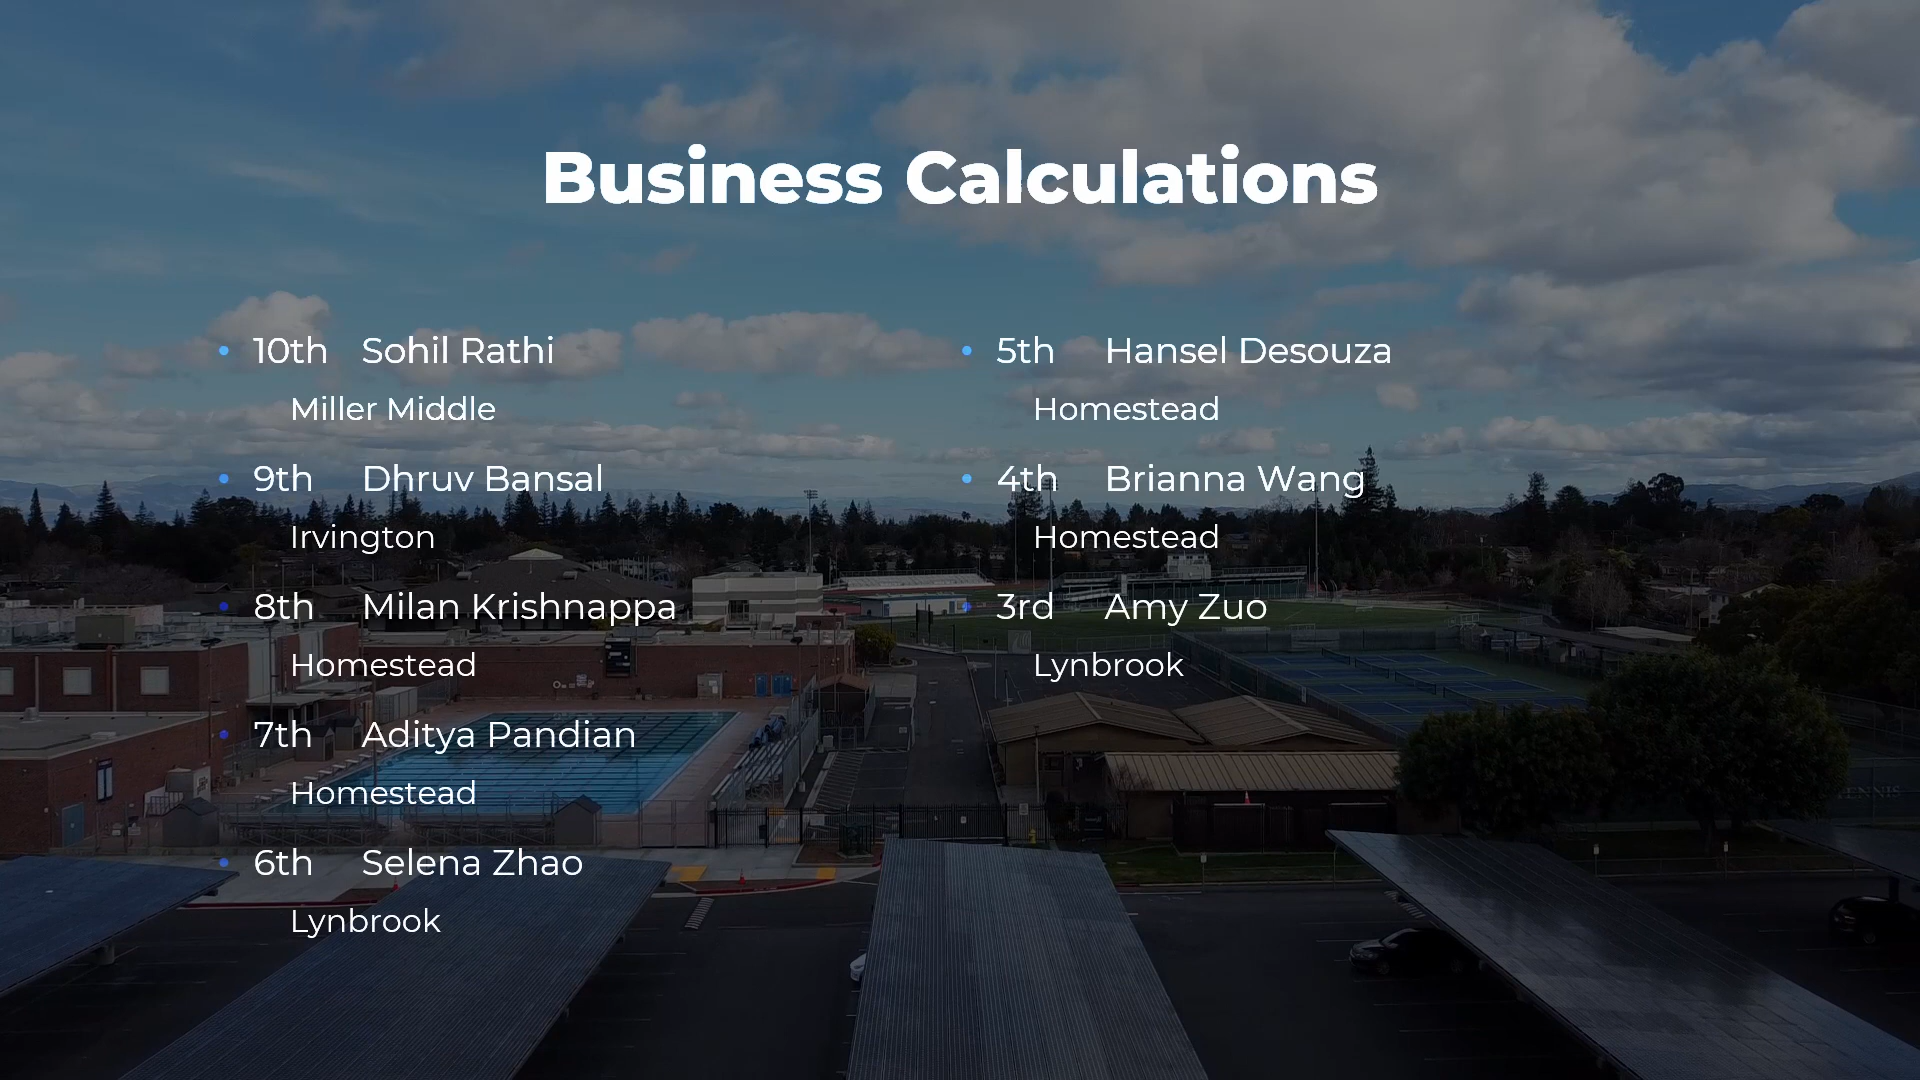 Business Calculations
10th Sohil Rathi
Miller Middle
9th Dhruv Bansal
Irvington
8th Milan Krishnappa
Homestead
7th Aditya Pandian
Homestead
6th Selena Zhao
Lynbrook
5th Hansel Desouza
Homestead
4th Brianna Wang
Homestead
3rd Amy Zuo
Lynbrook